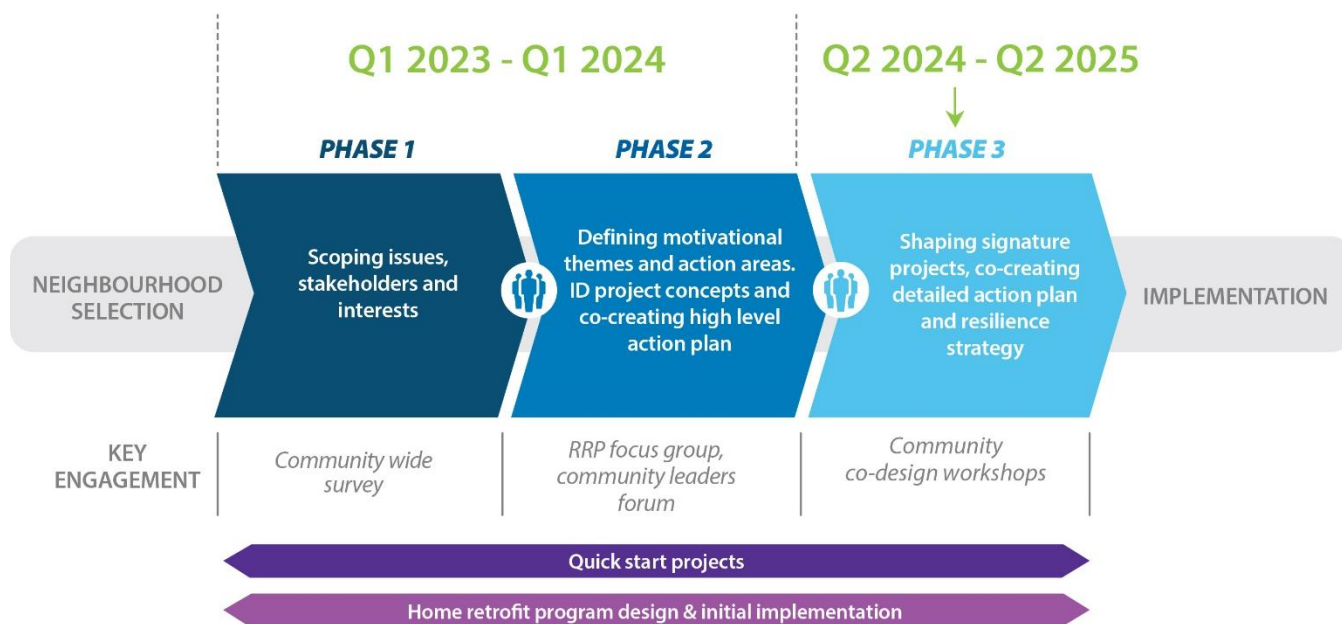 Q1 2023 - Q1 2024
Q2 2024 - Q2 2025
PHASE 1
PHASE 2
PHASE 3
NEIGHBOURHOOD
SELECTION
Scoping issues,
stakeholders and
interests
Defining motivational
themes and action areas.
ID project concepts and
co-creating high level
action plan
Shaping signature
projects, co-creating
detailed action plan
and resilience
strategy
IMPLEMENTATION
KEY
ENGAGEMENT
Community wide
survey
RRP focus group,
community leaders
forum
Community
co-design workshops
Quick start projects
Home retrofit program design & initial implementation